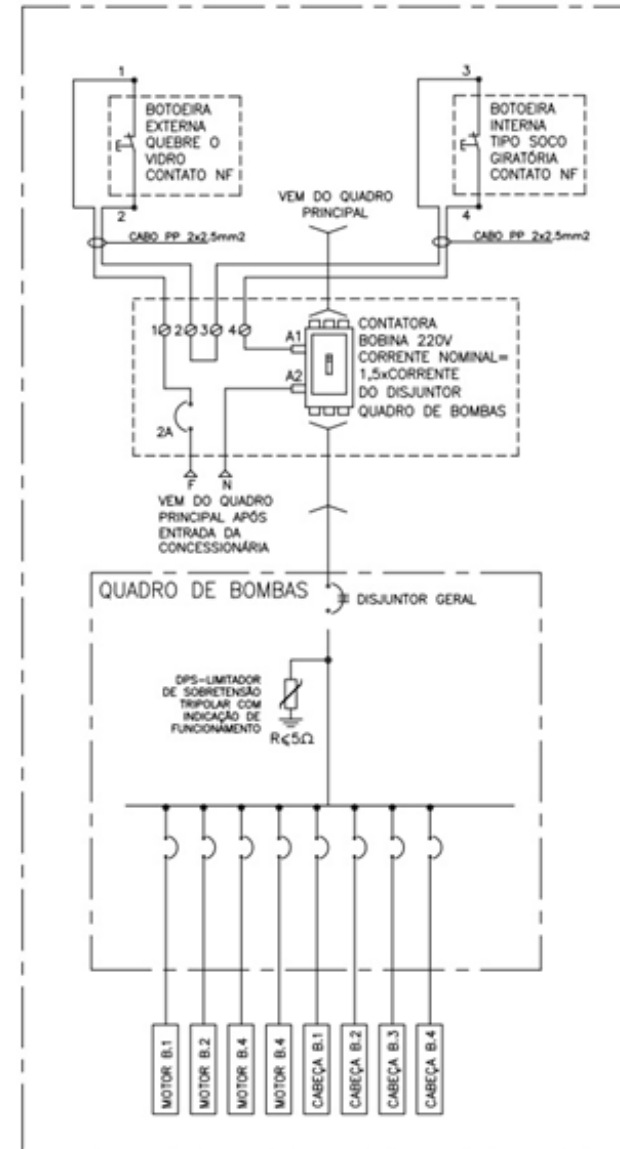 1
BOTOEIRA
EXTERNA
QUEBRE O
VIDRO
CONTATO NF
2
CABO PP 2x2.5mm2
3
BOTOEIRA
INTERNA
TIPO SOCO
GIRATÓRIA
CONTATO NF
4
CABO PP 2x2.5mm2
VEM DO QUADRO
PRINCIPAL
1 2 3 4
A1
A2
CONTATORA
BOBINA 220V
CORRENTE NOMINAL=
1,5xCORRENTE
DO DISJUNTOR
QUADRO DE BOMBAS
2A
F N
VEM DO QUADRO
PRINCIPAL APÓS
ENTRADA DA
CONCESSIONÁRIA
QUADRO DE BOMBAS
DISJUNTOR GERAL
DPS-LIMITADOR
DE SOBRETENSÃO
TRIPOLAR COM
INDICAÇÃO DE
FUNCIONAMENTO
R⩽5Ω
MOTOR B.1
MOTOR B.2
MOTOR B.4
MOTOR B.4
CABEÇA B.1
CABEÇA B.2
CABEÇA B.3
CABEÇA B.4